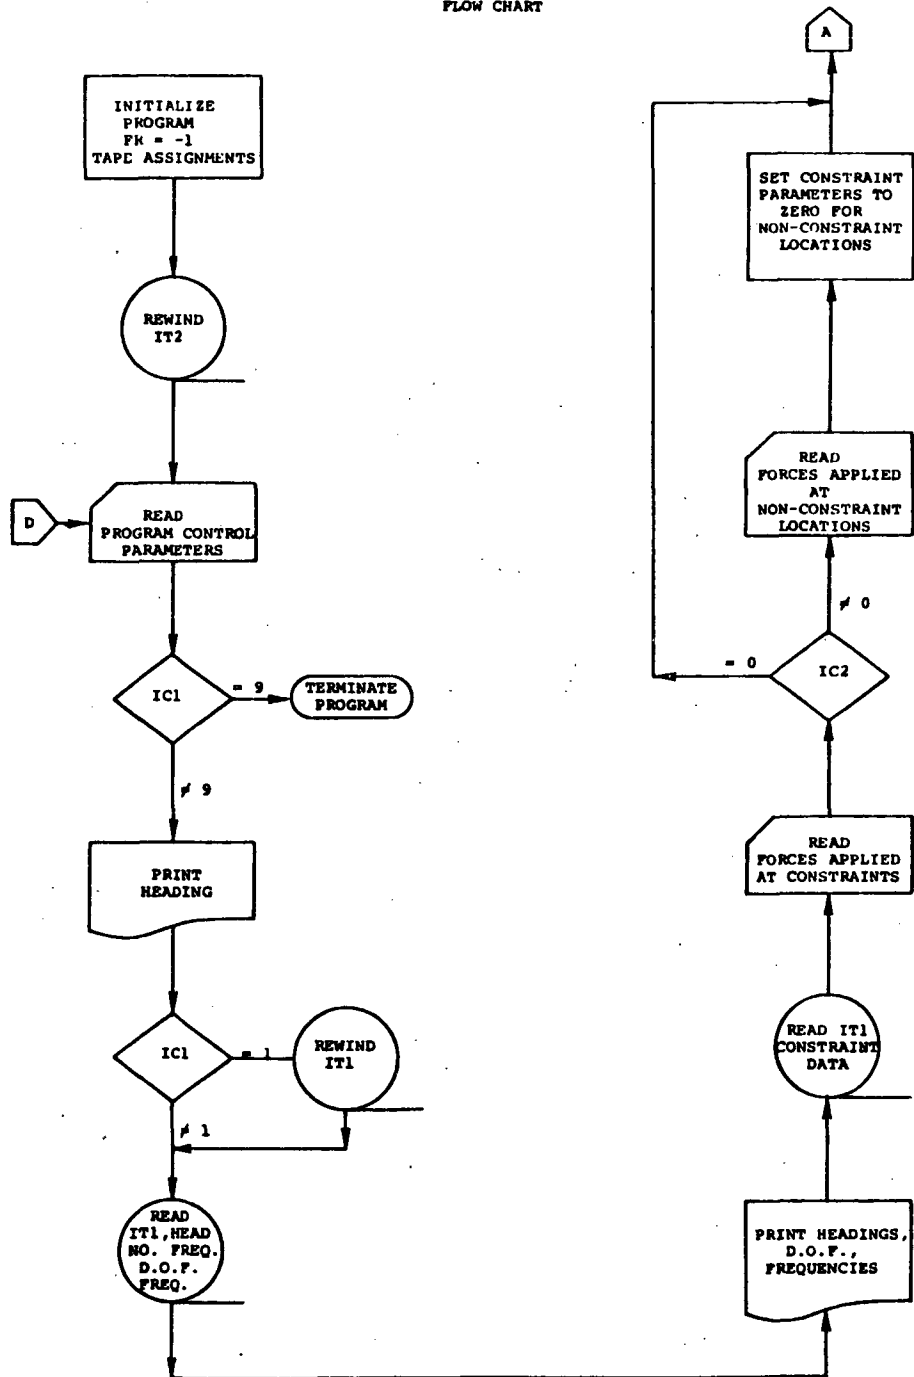 FLOW CHART
INITIALIZE
PROGRAM
FK = -1
TAPE ASSIGNMENTS
REWIND
IT2
D
READ
PROGRAM CONTROL
PARAMETERS
IC1
= 9
TERMINATE
PROGRAM
≠ 9
PRINT
HEADING
IC1
= 1
REWIND
IT1
≠ 1
READ
IT1,HEAD
NO. FREQ.
D.O.F.
FREQ.
A
SET CONSTRAINT
PARAMETERS TO
ZERO FOR
NON-CONSTRAINT
LOCATIONS
READ
FORCES APPLIED
AT
NON-CONSTRAINT
LOCATIONS
≠ 0
= 0
IC2
READ
FORCES APPLIED
AT CONSTRAINTS
READ IT1
CONSTRAINT
DATA
PRINT HEADINGS,
D.O.F.,
FREQUENCIES